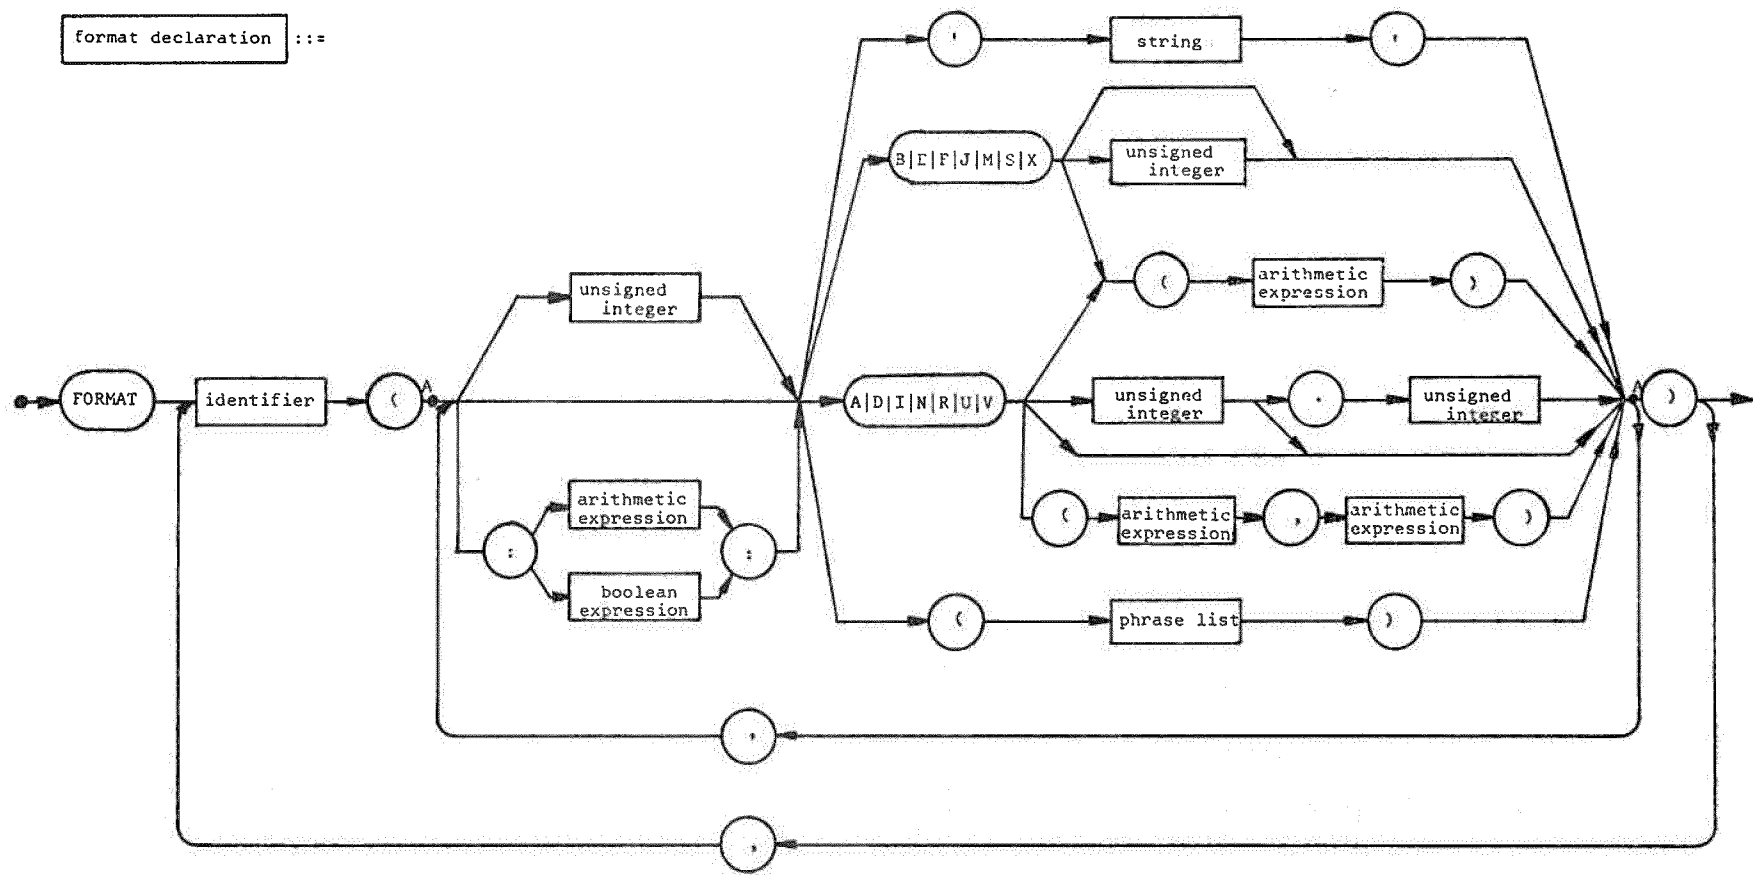 format declaration ::=
' string '
B|E|F|J|M|S|X unsigned
integer
( arithmetic
expression )
unsigned
integer
FORMAT identifier ( A
A|D|I|N|R|U|V unsigned
integer . unsigned
integer A )
: arithmetic
expression :
boolean
expression
( arithmetic
expression , arithmetic
expression )
( phrase list )
,
,